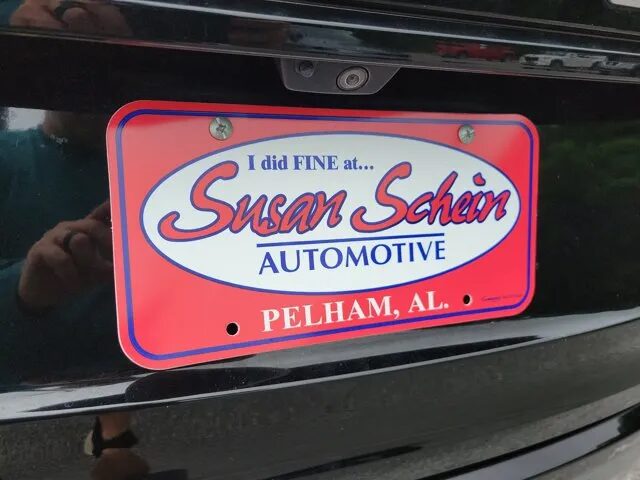 I did FINE at...
Susan Schein
AUTOMOTIVE
PELHAM, AL.